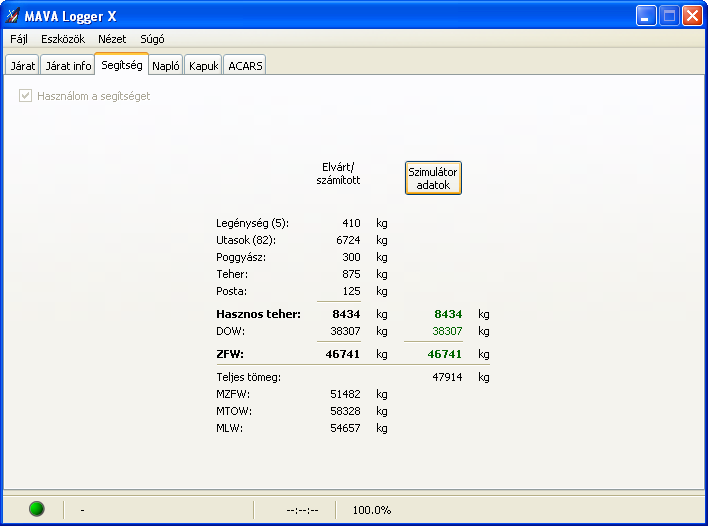 MAVA Logger X
Fájl Eszközök Nézet Súgó
Járat Járat info Segítség Napló Kapuk ACARS
Használom a segítséget
Elvárt/
számított
Szimulátor
adatok
Legénység (5): 410 kg
Utasok (82): 6724 kg
Poggyász: 300 kg
Teher: 875 kg
Posta: 125 kg
Hasznos teher: 8434 kg 8434 kg
DOW: 38307 kg 38307 kg
ZFW: 46741 kg 46741 kg
Teljes tömeg: 47914 kg
MZFW: 51482 kg
MTOW: 58328 kg
MLW: 54657 kg
- --:--:-- 100.0%